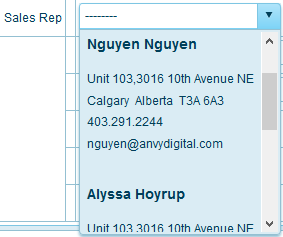 Sales Rep
--------
Nguyen Nguyen
Unit 103,3016 10th Avenue NE
Calgary Alberta T3A 6A3
403.291.2244
nguyen@anvydigital.com
Alyssa Hoyrup
Unit 103,3016 10th Avenue NE